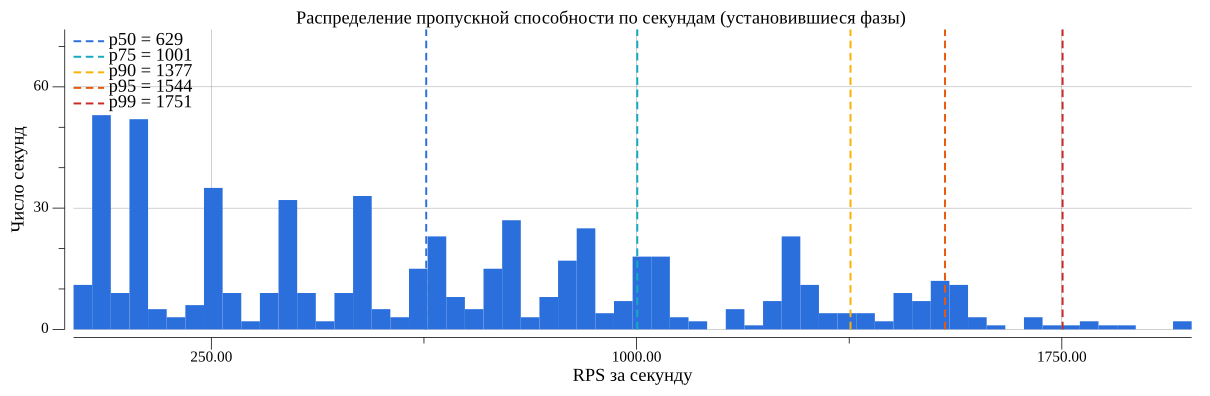 Распределение пропускной способности по секундам (установившиеся фазы)
p50 = 629
p75 = 1001
p90 = 1377
p95 = 1544
p99 = 1751
60
30
0
Число секунд
250.00
1000.00
1750.00
RPS за секунду